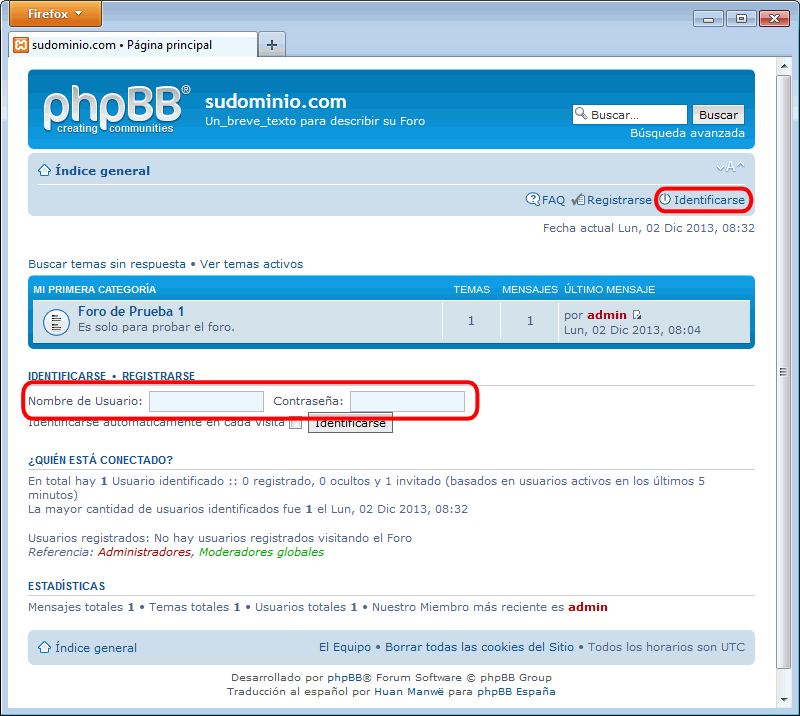 Firefox
sudominio.com • Página principal
phpBB®
creating communities
sudominio.com
Un_breve_texto para describir su Foro
Buscar... Buscar
Búsqueda avanzada
Índice general
A
FAQ Registrarse Identificarse
Fecha actual Lun, 02 Dic 2013, 08:32
Buscar temas sin respuesta • Ver temas activos
MI PRIMERA CATEGORÍA TEMAS MENSAJES ÚLTIMO MENSAJE
Foro de Prueba 1
Es solo para probar el foro.
1 1
por admin
Lun, 02 Dic 2013, 08:04
IDENTIFICARSE • REGISTRARSE
Nombre de Usuario: Contraseña:
Identificarse automáticamente en cada visita Identificarse
¿QUIÉN ESTÁ CONECTADO?
En total hay 1 Usuario identificado :: 0 registrado, 0 ocultos y 1 invitado (basados en usuarios activos en los últimos 5
minutos)
La mayor cantidad de usuarios identificados fue 1 el Lun, 02 Dic 2013, 08:32
Usuarios registrados: No hay usuarios registrados visitando el Foro
Referencia: Administradores, Moderadores globales
ESTADÍSTICAS
Mensajes totales 1 • Temas totales 1 • Usuarios totales 1 • Nuestro Miembro más reciente es admin
Índice general El Equipo • Borrar todas las cookies del Sitio • Todos los horarios son UTC
Desarrollado por phpBB® Forum Software © phpBB Group
Traducción al español por Huan Manwë para phpBB España